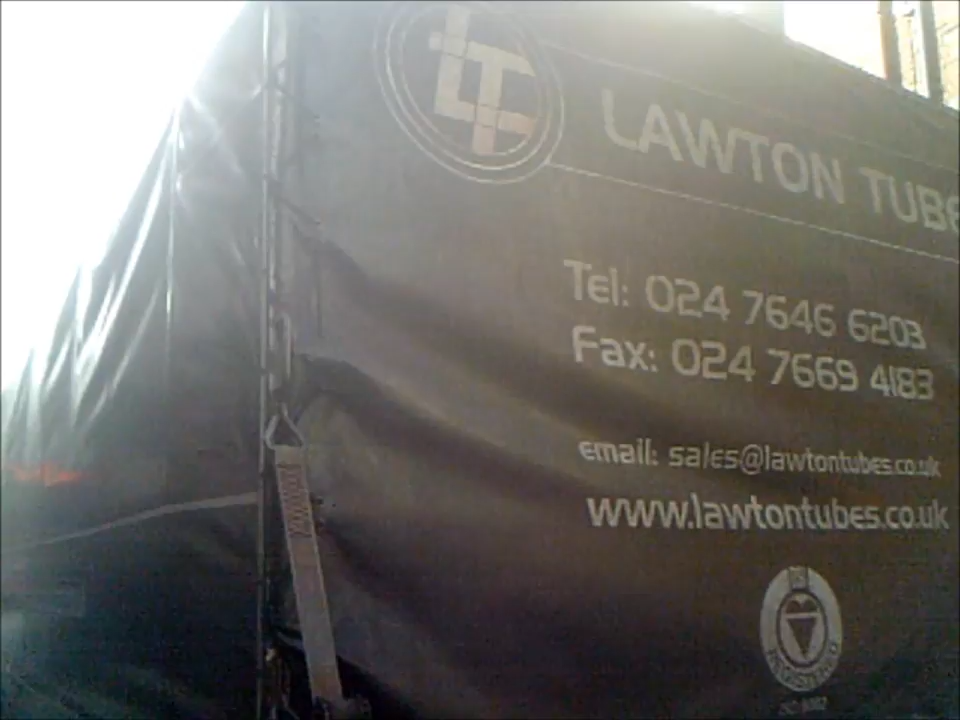 LT
LAWTON TUBE
Tel: 024 7646 6203
Fax: 024 7669 4183
email: sales@lawtontubes.co.uk
www.lawtontubes.co.uk
REGISTERED